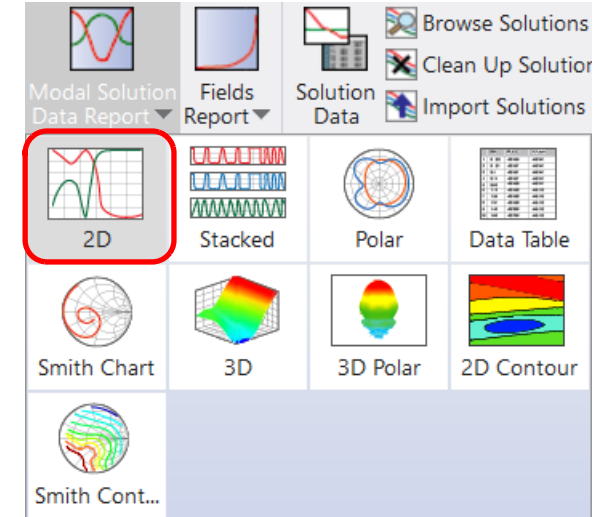 Browse Solutions
Clean Up Solution
Import Solutions
Modal Solution
Data Report
Fields
Report
Solution
Data
2D
Stacked
Polar
Data Table
Smith Chart
3D
3D Polar
2D Contour
Smith Cont...